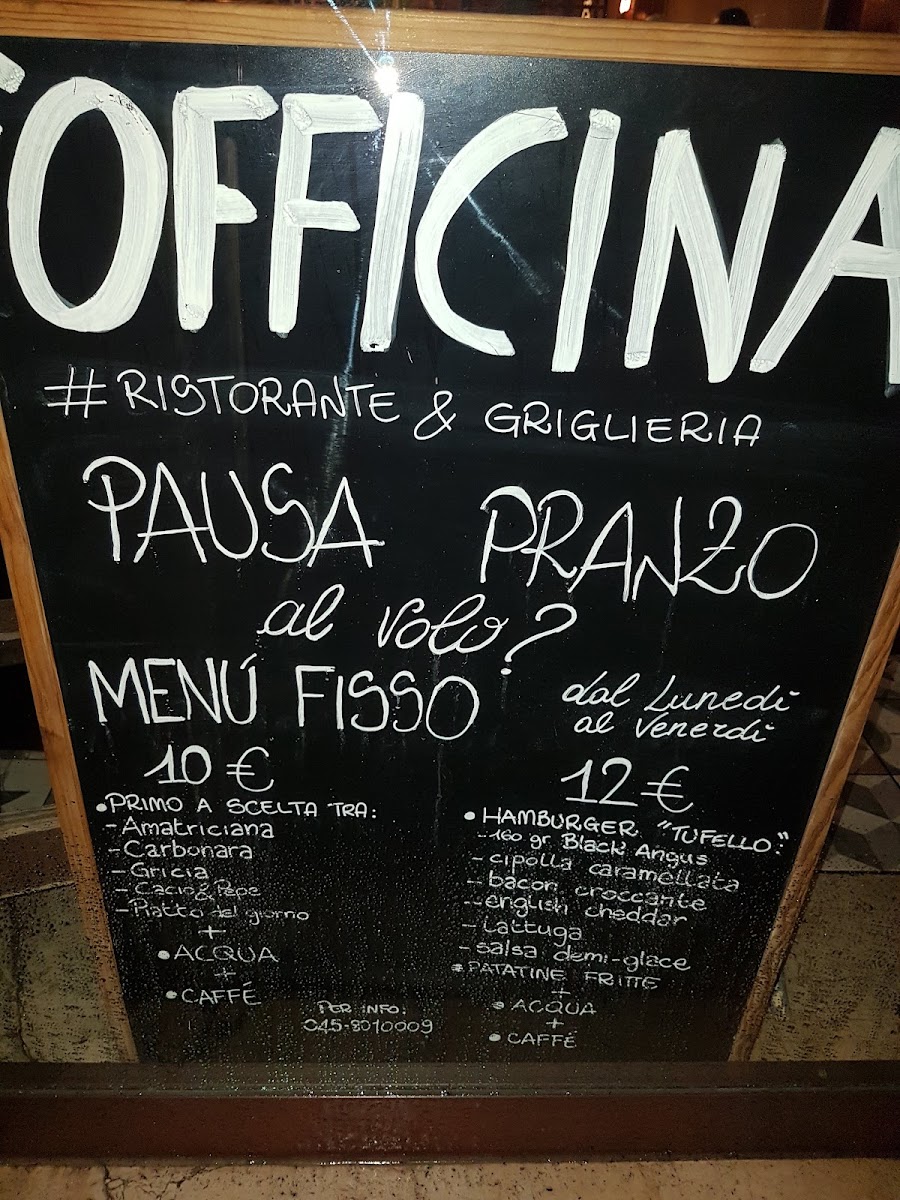 L'OFFICINA
#RISTORANTE & GRIGLIERIA
PAUSA PRANZO
al volo?
MENÚ FISSO
dal Lunedì
al Venerdì
10 €
• PRIMO A SCELTA TRA:
- Amatriciana
- Carbonara
- Gricia
- Cacio & Pepe
- Piatto del giorno
+
• ACQUA
+
• CAFFÉ
12 €
• HAMBURGER "TUFELLO":
- 160 gr Black Angus
- cipolla caramellata
- bacon croccante
- english cheddar
- Lattuga
- salsa demi-glace
• PATATINE FRITTE
+
• ACQUA
+
• CAFFÉ
PER INFO:
045-8010009